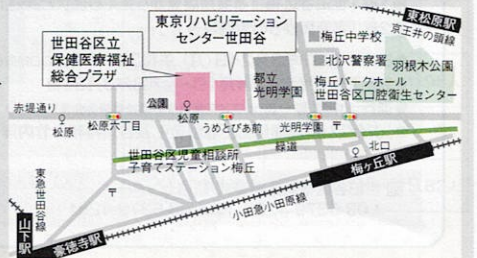 東松原駅
京王井の頭線
東京リハビリテーション
センター世田谷
世田谷区立
保健医療福祉
総合プラザ
梅丘中学校
北沢警察署
羽根木公園
都立
光明学園
梅丘パークホール
世田谷区口腔衛生センター
赤堤通り
公園
松原
松原六丁目
松原
うめとぴあ前
光明学園
〒
世田谷区児童相談所
子育てステーション梅丘
緑道
北口
梅ヶ丘駅
東急世田谷線
〒
小田急小田原線
山下駅
豪徳寺駅